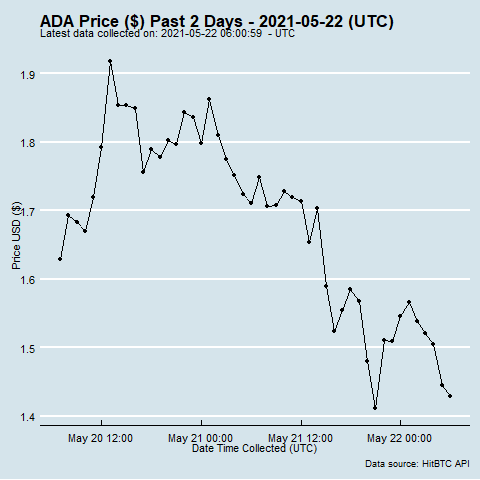 ADA Price ($) Past 2 Days - 2021-05-22 (UTC)
Latest data collected on: 2021-05-22 06:00:59 - UTC
1.9
1.8
1.7
1.6
1.5
1.4
Price USD ($)
May 20 12:00
May 21 00:00
May 21 12:00
May 22 00:00
Date Time Collected (UTC)
Data source: HitBTC API